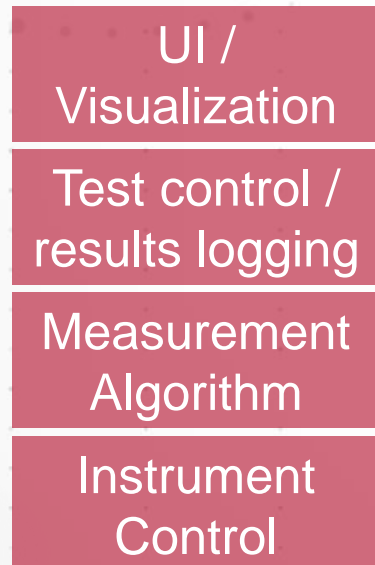 UI /
Visualization
Test control /
results logging
Measurement
Algorithm
Instrument
Control